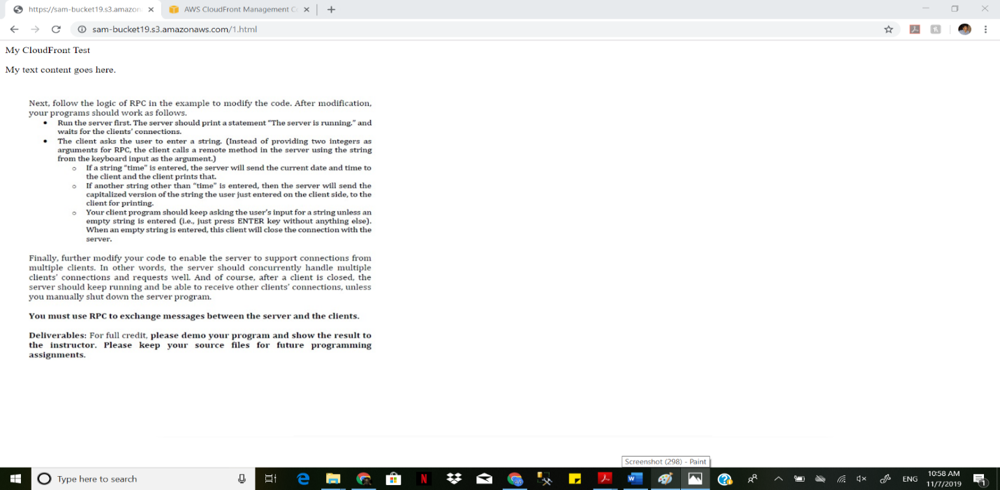 https://sam-bucket19.s3.amazon
AWS CloudFront Management C
sam-bucket19.s3.amazonaws.com/1.html
My CloudFront Test
My text content goes here.
Next, follow the logic of RPC in the example to modify the code. After modification,
your programs should work as follows.
• Run the server first. The server should print a statement “The server is running.” and
waits for the clients’ connections.
• The client asks the user to enter a string. (Instead of providing two integers as
arguments for RPC, the client calls a remote method in the server using the string
from the keyboard input as the argument.)
o If a string “time” is entered, the server will send the current date and time to
the client and the client prints that.
o If another string other than “time” is entered, then the server will send the
capitalized version of the string the user just entered on the client side, to the
client for printing.
o Your client program should keep asking the user’s input for a string unless an
empty string is entered (i.e., just press ENTER key without anything else).
When an empty string is entered, this client will close the connection with the
server.
Finally, further modify your code to enable the server to support connections from
multiple clients. In other words, the server should concurrently handle multiple
clients’ connections and requests well. And of course, after a client is closed, the
server should keep running and be able to receive other clients’ connections, unless
you manually shut down the server program.
You must use RPC to exchange messages between the server and the clients.
Deliverables: For full credit, please demo your program and show the result to
the instructor. Please keep your source files for future programming
assignments.
Screenshot (298) - Paint
Type here to search
ENG
10:58 AM
11/7/2019
1